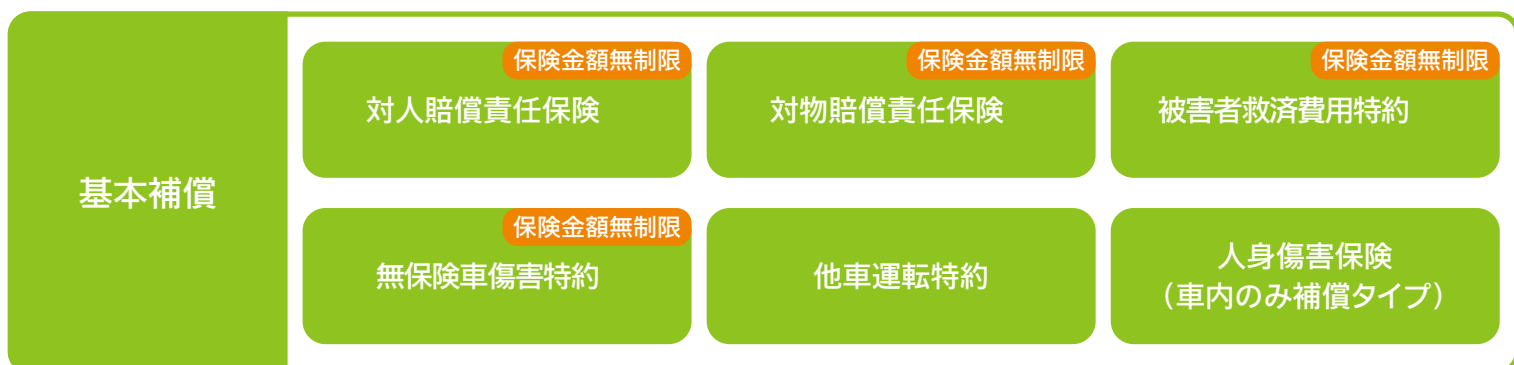 基本補償
保険金額無制限
対人賠償責任保険
保険金額無制限
対物賠償責任保険
保険金額無制限
被害者救済費用特約
保険金額無制限
無保険車傷害特約
他車運転特約
人身傷害保険
（車内のみ補償タイプ）